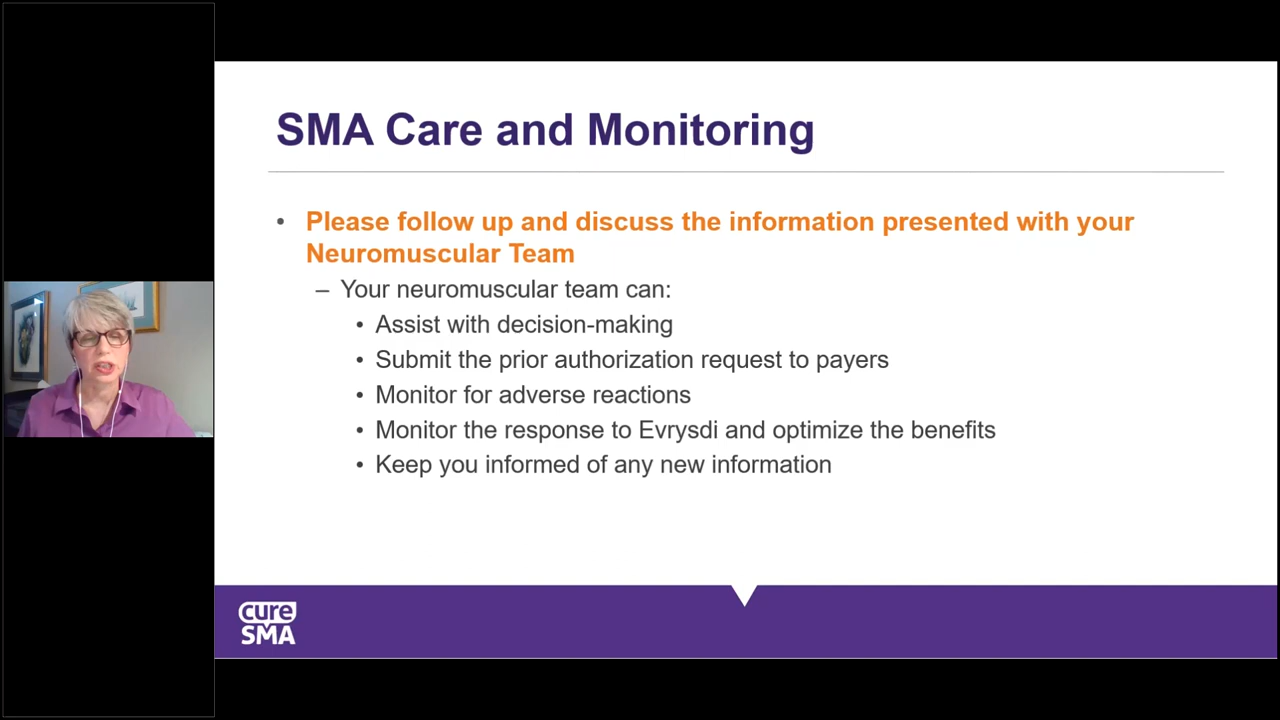 SMA Care and Monitoring
• Please follow up and discuss the information presented with your
Neuromuscular Team
– Your neuromuscular team can:
• Assist with decision-making
• Submit the prior authorization request to payers
• Monitor for adverse reactions
• Monitor the response to Evrysdi and optimize the benefits
• Keep you informed of any new information
cure
SMA